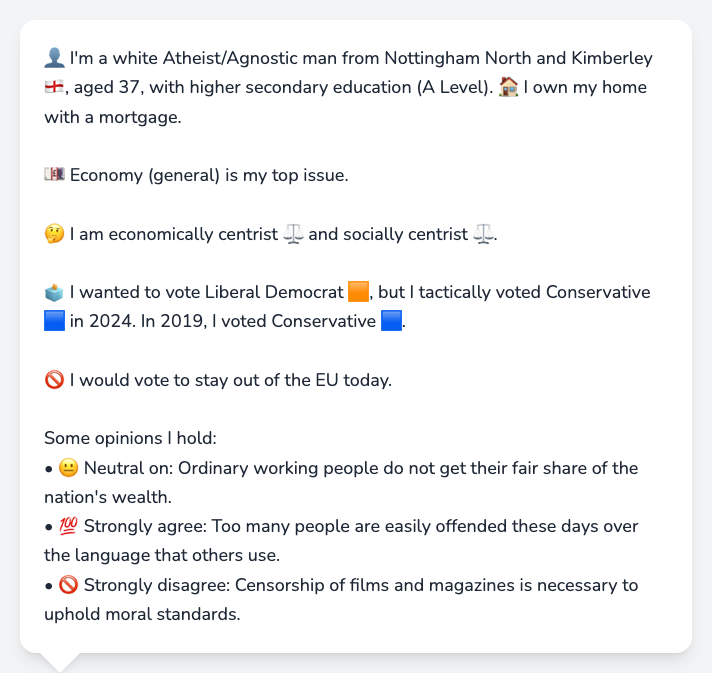 👤 I'm a white Atheist/Agnostic man from Nottingham North and Kimberley
🏴󠁧󠁢󠁥󠁮󠁧󠁿, aged 37, with higher secondary education (A Level). 🏠 I own my home
with a mortgage.
💷 Economy (general) is my top issue.
🤔 I am economically centrist ⚖️ and socially centrist ⚖️.
🗳️ I wanted to vote Liberal Democrat 🟧, but I tactically voted Conservative
🟦 in 2024. In 2019, I voted Conservative 🟦.
🚫 I would vote to stay out of the EU today.
Some opinions I hold:
• 😐 Neutral on: Ordinary working people do not get their fair share of the
nation's wealth.
• 💯 Strongly agree: Too many people are easily offended these days over
the language that others use.
• 🚫 Strongly disagree: Censorship of films and magazines is necessary to
uphold moral standards.